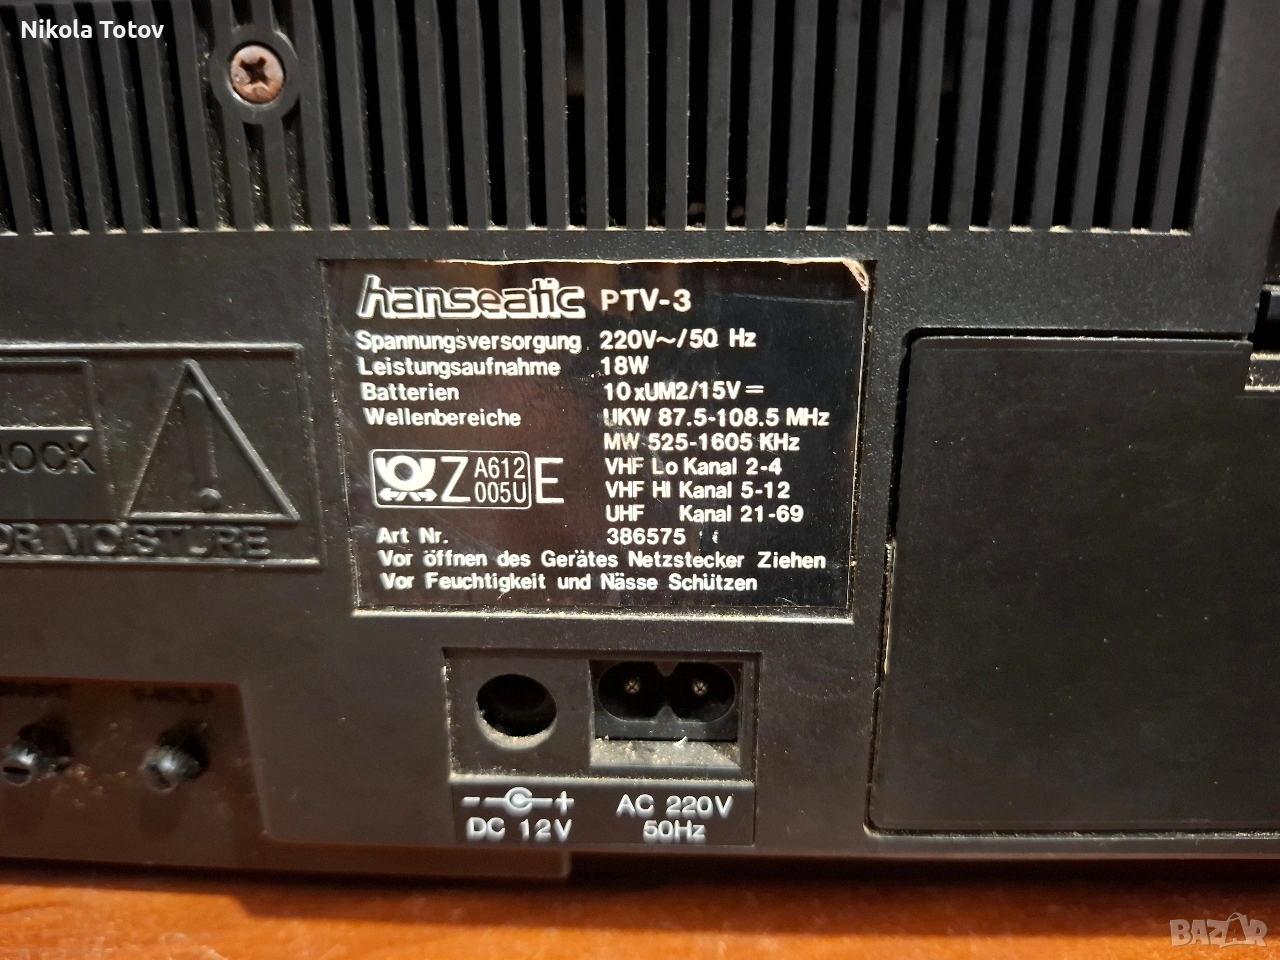 Nikola Totov
hanseatic PTV-3
Spannungsversorgung 220V~/50 Hz
Leistungsaufnahme 18W
Batterien 10xUM2/15V=
Wellenbereiche UKW 87.5-108.5 MHz
MW 525-1605 KHz
VHF Lo Kanal 2-4
VHF HI Kanal 5-12
UHF Kanal 21-69
Z A612 E
005U
Art Nr. 386575
Vor öffnen des Gerätes Netzstecker Ziehen
Vor Feuchtigkeit und Nässe Schützen
HOCK
OR MOISTURE
V-HOLD
- +
DC 12V
AC 220V
50Hz
BAZAR